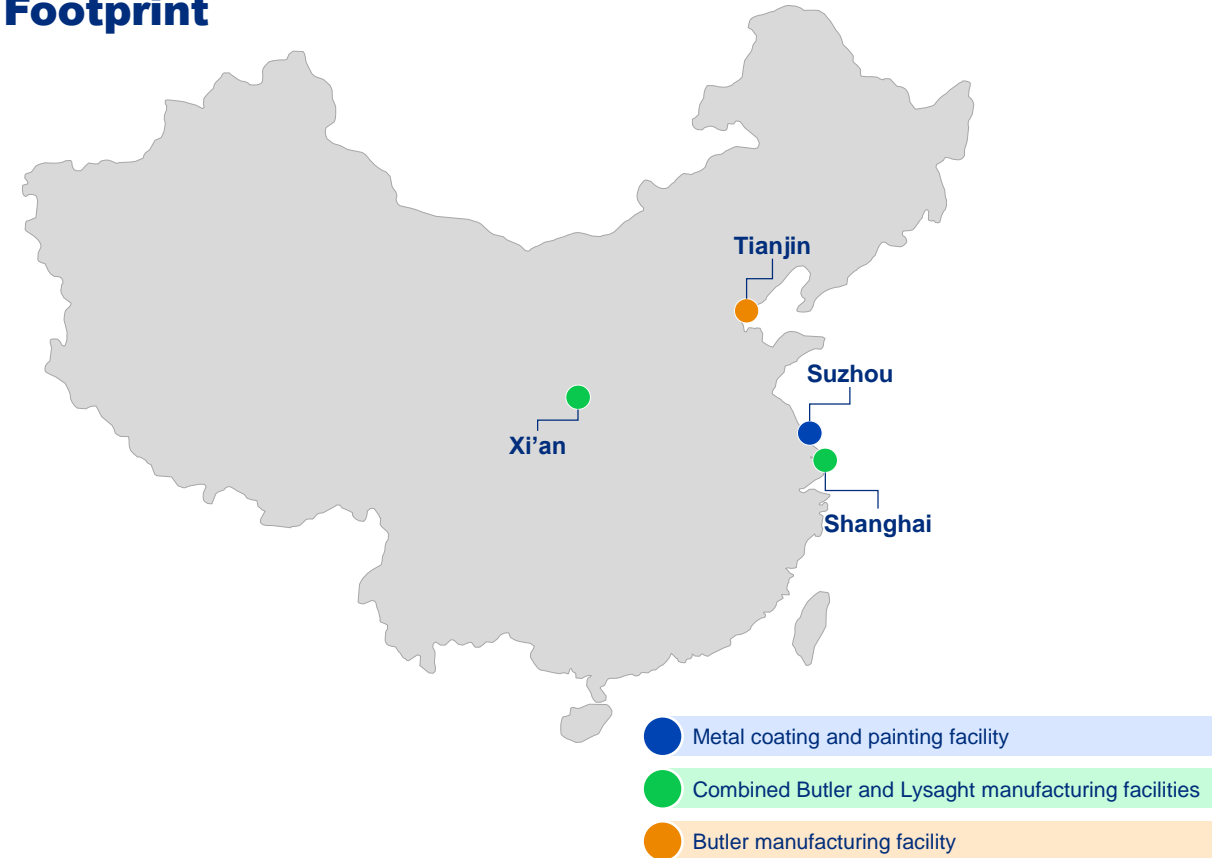 Footprint
Tianjin
Suzhou
Xi’an
Shanghai
Metal coating and painting facility
Combined Butler and Lysaght manufacturing facilities
Butler manufacturing facility